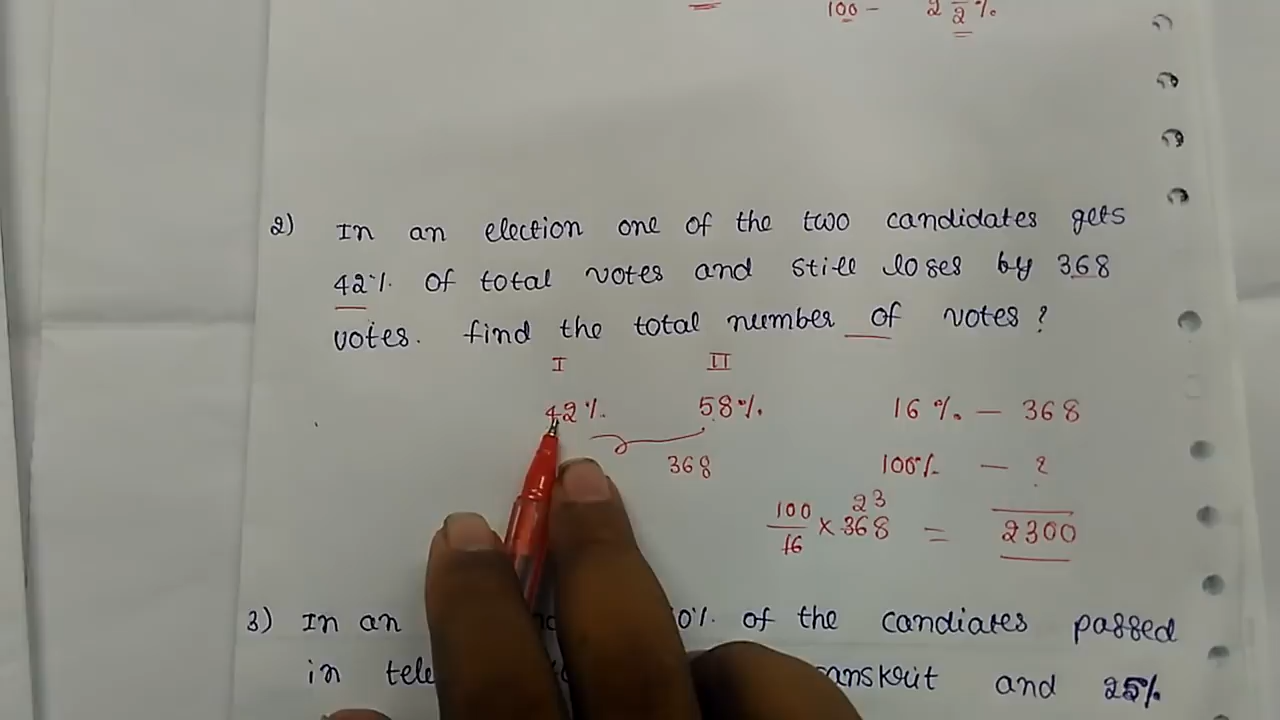 100 - 2 2 %
2) In an election one of the two candidates gets
42% of total votes and still loses by 368
votes. find the total number of votes?
I II
42% 58% 16% - 368
368 100% - ?
100/16 x 368 23 = 2300
3) In an 0% of the candiates passed
in tele anskrit and 25%